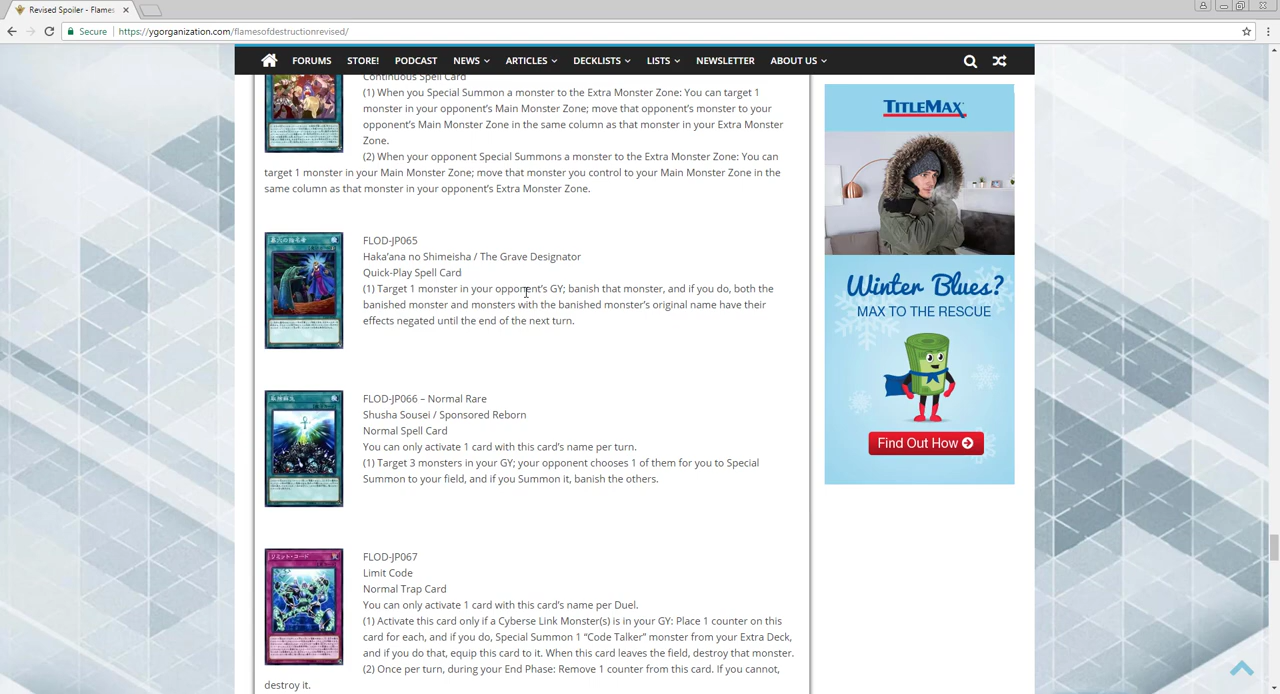 Revised Spoiler - Flames
Secure
https://ygorganization.com/flamesofdestructionrevised/
FORUMS STORE! PODCAST NEWS ARTICLES DECKLISTS LISTS NEWSLETTER ABOUT US
Continuous Spell Card
(1) When you Special Summon a monster to the Extra Monster Zone: You can target 1
monster in your opponent's Main Monster Zone; move that opponent's monster to your
opponent's Main Monster Zone in the same column as that monster in your Extra Monster
Zone.
(2) When your opponent Special Summons a monster to the Extra Monster Zone: You can
target 1 monster in your Main Monster Zone; move that monster you control to your Main Monster Zone in the
same column as that monster in your opponent's Extra Monster Zone.
FLOD-JP065
Haka'ana no Shimeisha / The Grave Designator
Quick-Play Spell Card
(1) Target 1 monster in your opponent's GY; banish that monster, and if you do, both the
banished monster and monsters with the banished monster's original name have their
effects negated until the end of the next turn.
FLOD-JP066 – Normal Rare
Shusha Sousei / Sponsored Reborn
Normal Spell Card
You can only activate 1 card with this card's name per turn.
(1) Target 3 monsters in your GY; your opponent chooses 1 of them for you to Special
Summon to your field, and if you Summon it, banish the others.
リミット・コード
FLOD-JP067
Limit Code
Normal Trap Card
You can only activate 1 card with this card's name per Duel.
(1) Activate this card only if a Cyberse Link Monster(s) is in your GY: Place 1 counter on this
card for each, and if you do, Special Summon 1 "Code Talker" monster from your Extra Deck,
and if you do that, equip this card to it. When this card leaves the field, destroy that monster.
(2) Once per turn, during your End Phase: Remove 1 counter from this card. If you cannot,
destroy it.
TITLEMAX
Winter Blues?
MAX TO THE RESCUE
Find Out How